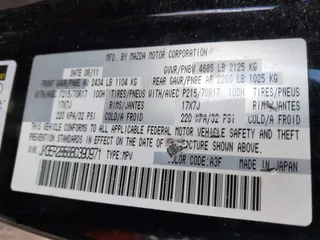 MFD. BY MAZDA MOTOR CORPORATION
DATE 06/11 GVWR/PNBV 4685 LB 2125 KG
FRONT GAWR/PNBE AV 2434 LB 1104 KG REAR GAWR/PNBE AR 2260 LB 1025 KG
WITH/AVEC P215/70R17 100H TIRES/PNEUS WITH/AVEC P215/70R17 100H TIRES/PNEUS
17X7J RIMS/JANTES 17X7J RIMS/JANTES
220 KPA/32 PSI COLD/A FROID 220 KPA/32 PSI COLD/A FROID
THIS VEHICLE CONFORMS TO ALL APPLICABLE FEDERAL MOTOR VEHICLE SAFETY
IN EFFECT ON THE DATE OF MANUFACTURE SHOWN ABOVE.
TYPE: MPV COLOR CODE: A3F MADE IN JAPAN